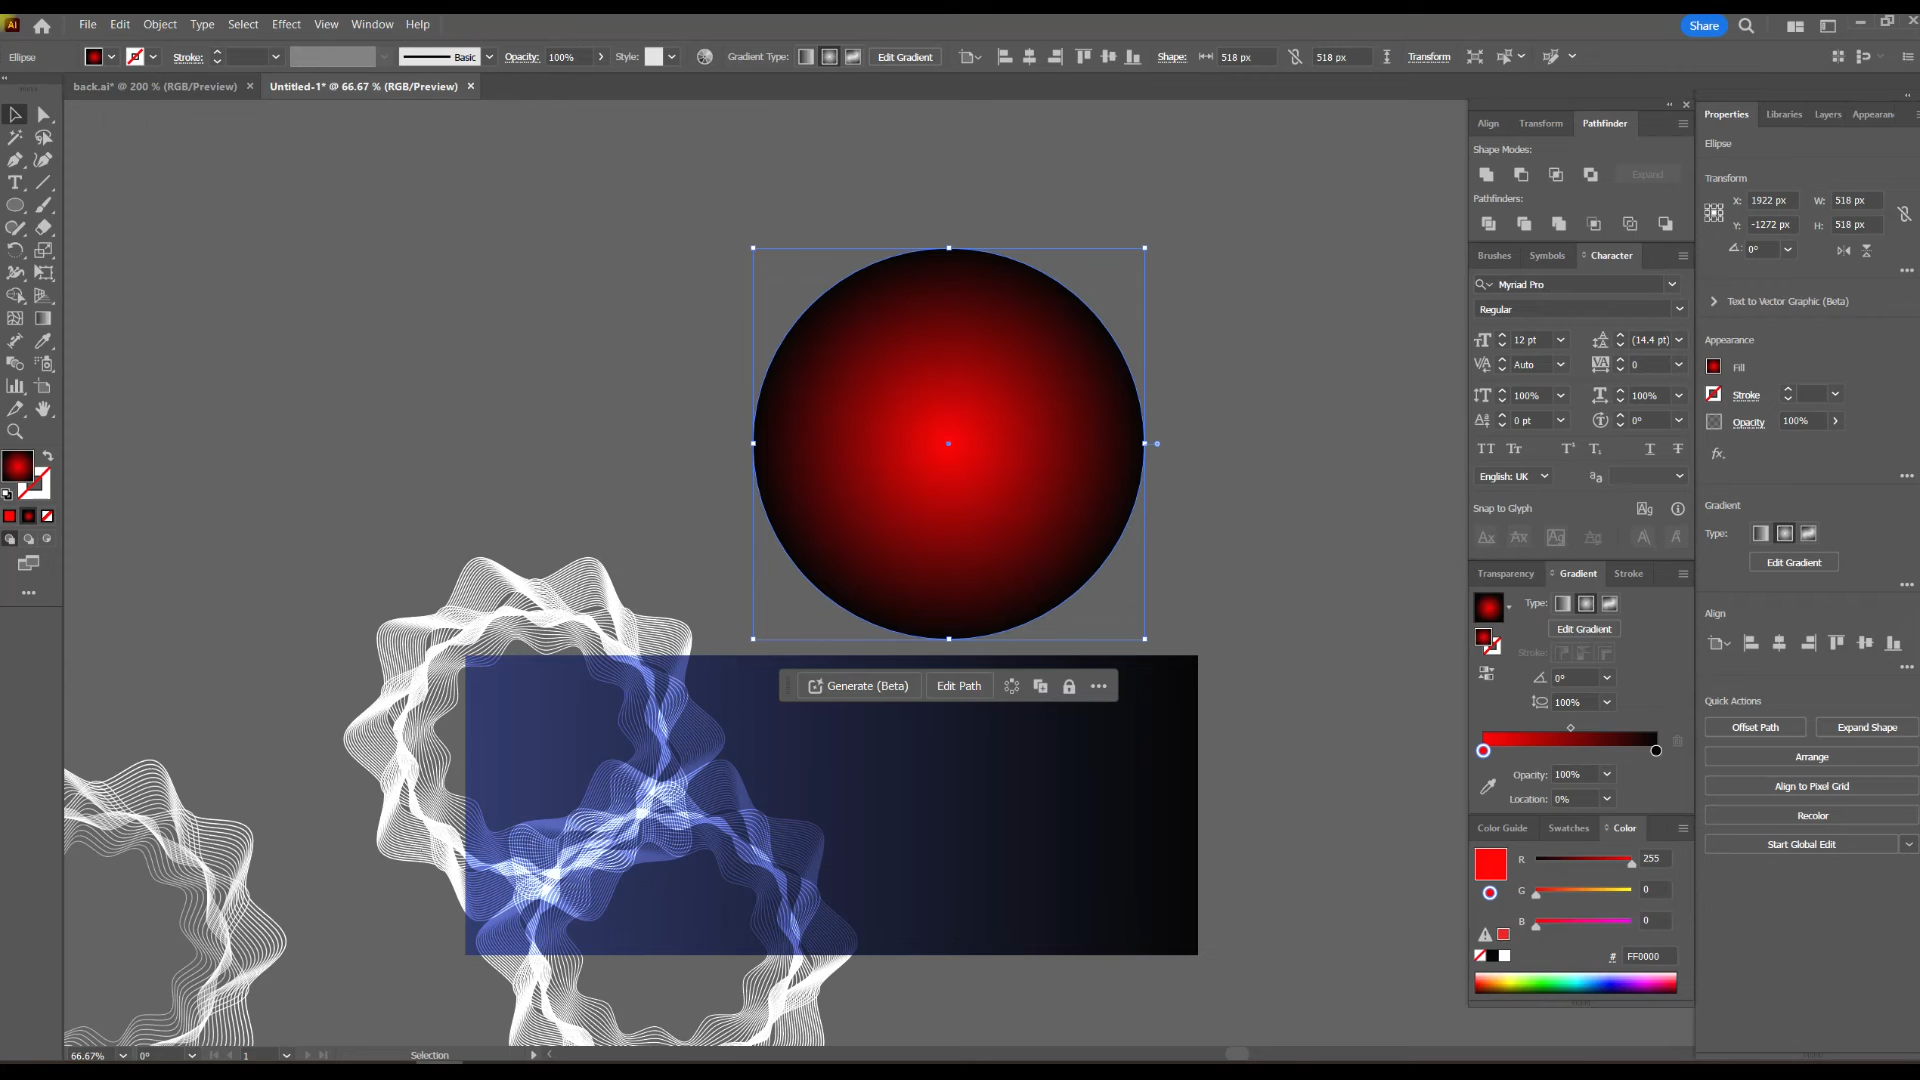 Ai File Edit Object Type Select Effect View Window Help Share
Ellipse Stroke: Basic Opacity: 100% Style: Gradient Type: Edit Gradient Shape: 518 px 518 px Transform
back.ai* @ 200 % (RGB/Preview) × Untitled-1* @ 66.67 % (RGB/Preview) ×
Generate (Beta) Edit Path
66.67% 0° 1 Selection
Align Transform Pathfinder
Shape Modes:
Expand
Pathfinders:
Brushes Symbols Character
Myriad Pro
Regular
12 pt (14.4 pt)
Auto 0
100% 100%
0 pt 0°
English: UK
Snap to Glyph
Transparency Gradient Stroke
Type:
Edit Gradient
Stroke:
0°
100%
Opacity: 100%
Location: 0%
Color Guide Swatches Color
R 255
G 0
B 0
# FF0000
Properties Libraries Layers Appearan
Ellipse
Transform
X: 1922 px W: 518 px
Y: -1272 px H: 518 px
0°
Text to Vector Graphic (Beta)
Appearance
Fill
Stroke
Opacity 100%
fx
Gradient
Type:
Edit Gradient
Align
Quick Actions
Offset Path Expand Shape
Arrange
Align to Pixel Grid
Recolor
Start Global Edit